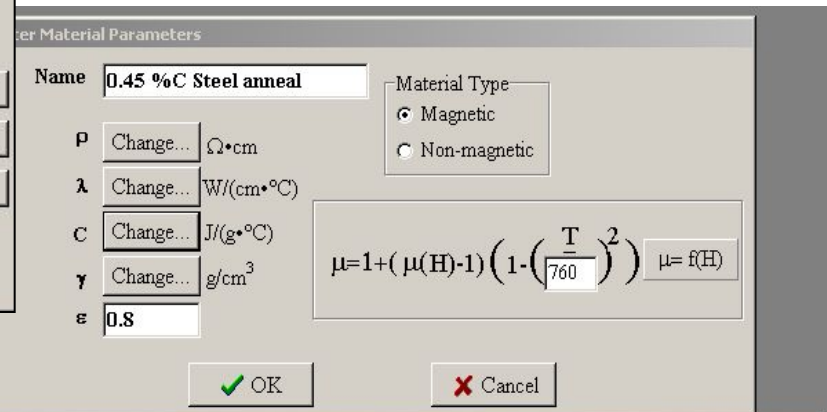 er Material Parameters
Name 0.45 %C Steel anneal
Material Type
Magnetic
Non-magnetic
ρ Change... Ω•cm
λ Change... W/(cm•°C)
C Change... J/(g•°C)
γ Change... g/cm³
ε 0.8
μ=1+( μ(H)-1)(1-(T/760)²) μ= f(H)
OK Cancel